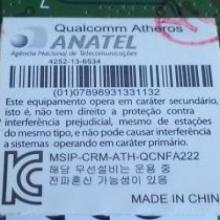 Qualcomm Atheros
ANATEL
Agência Nacional de Telecomunicações
4252-13-6534
(01)07898931331132
Este equipamento opera em caráter secundário,
isto é, não tem direito a proteção contra
interferência prejudicial, mesmo de estações
do mesmo tipo, e não pode causar interferência
a sistemas operando em caráter primário.
MSIP-CRM-ATH-QCNFA222
해당 무선설비는 운용 중
전파혼신 가능성이 있음
MADE IN CHINA